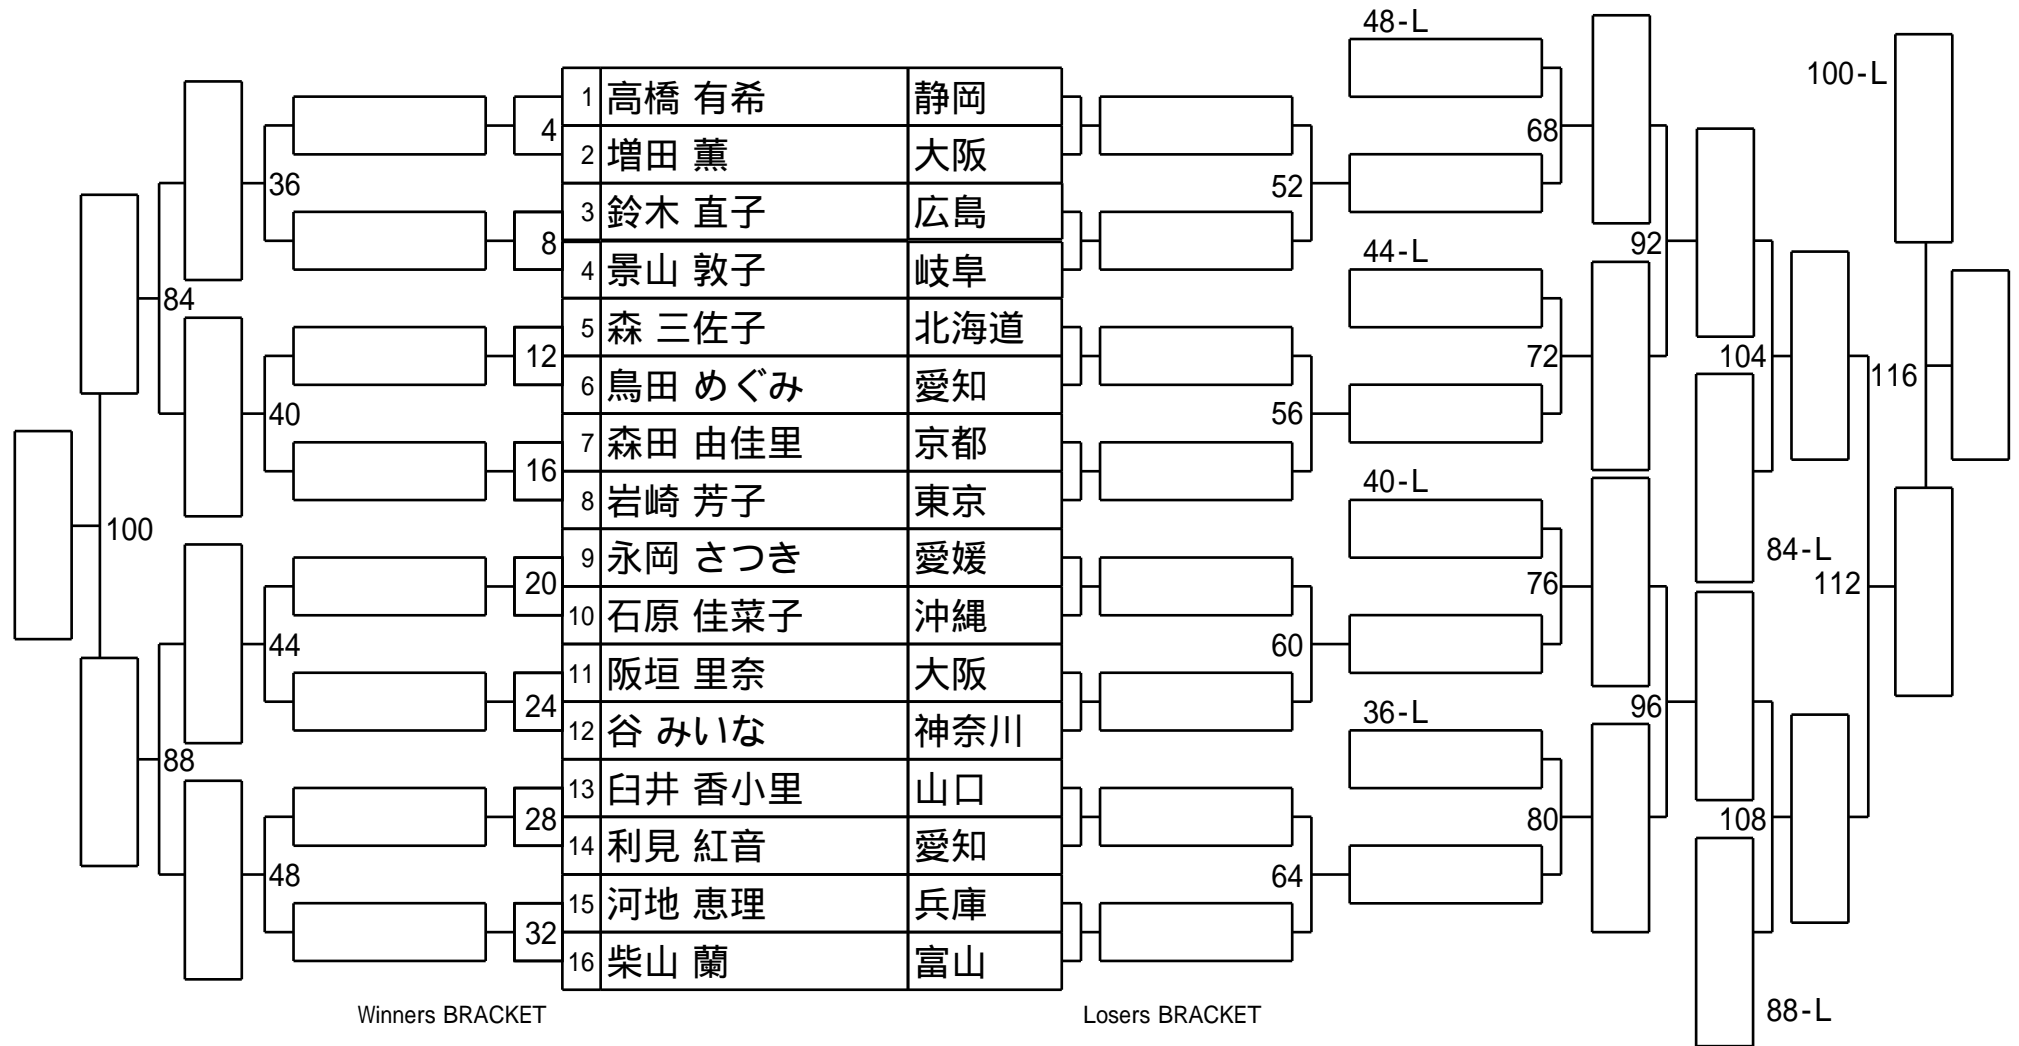 48-L
100-L
1 高橋 有希 静岡
4
68
2 増田 薫 大阪
36
52
3 鈴木 直子 広島
8
92
4 景山 敦子 岐阜
44-L
84
5 森 三佐子 北海道
12
72
104
116
6 鳥田 めぐみ 愛知
40
56
7 森田 由佳里 京都
16
40-L
8 岩崎 芳子 東京
100
9 永岡 さつき 愛媛
84-L
20
76
112
10 石原 佳菜子 沖縄
44
60
11 阪垣 里奈 大阪
24
96
36-L
12 谷 みいな 神奈川
88
13 臼井 香小里 山口
28
80
108
14 利見 紅音 愛知
48
64
15 河地 恵理 兵庫
32
16 柴山 蘭 富山
Winners BRACKET
Losers BRACKET
88-L